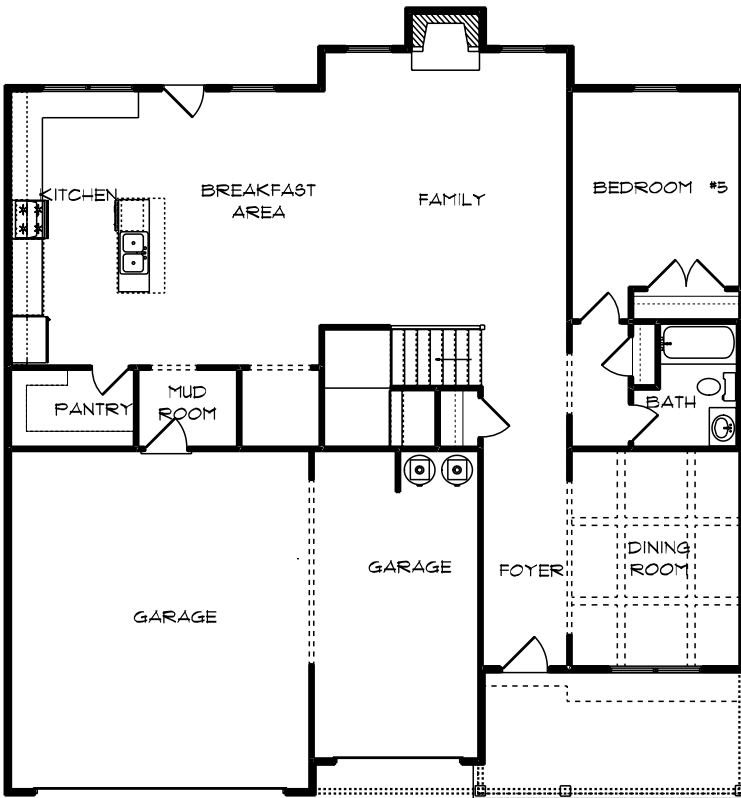 KITCHEN
BREAKFAST
AREA
FAMILY
BEDROOM #5
PANTRY
MUD
ROOM
BATH
GARAGE
GARAGE
FOYER
DINING
ROOM